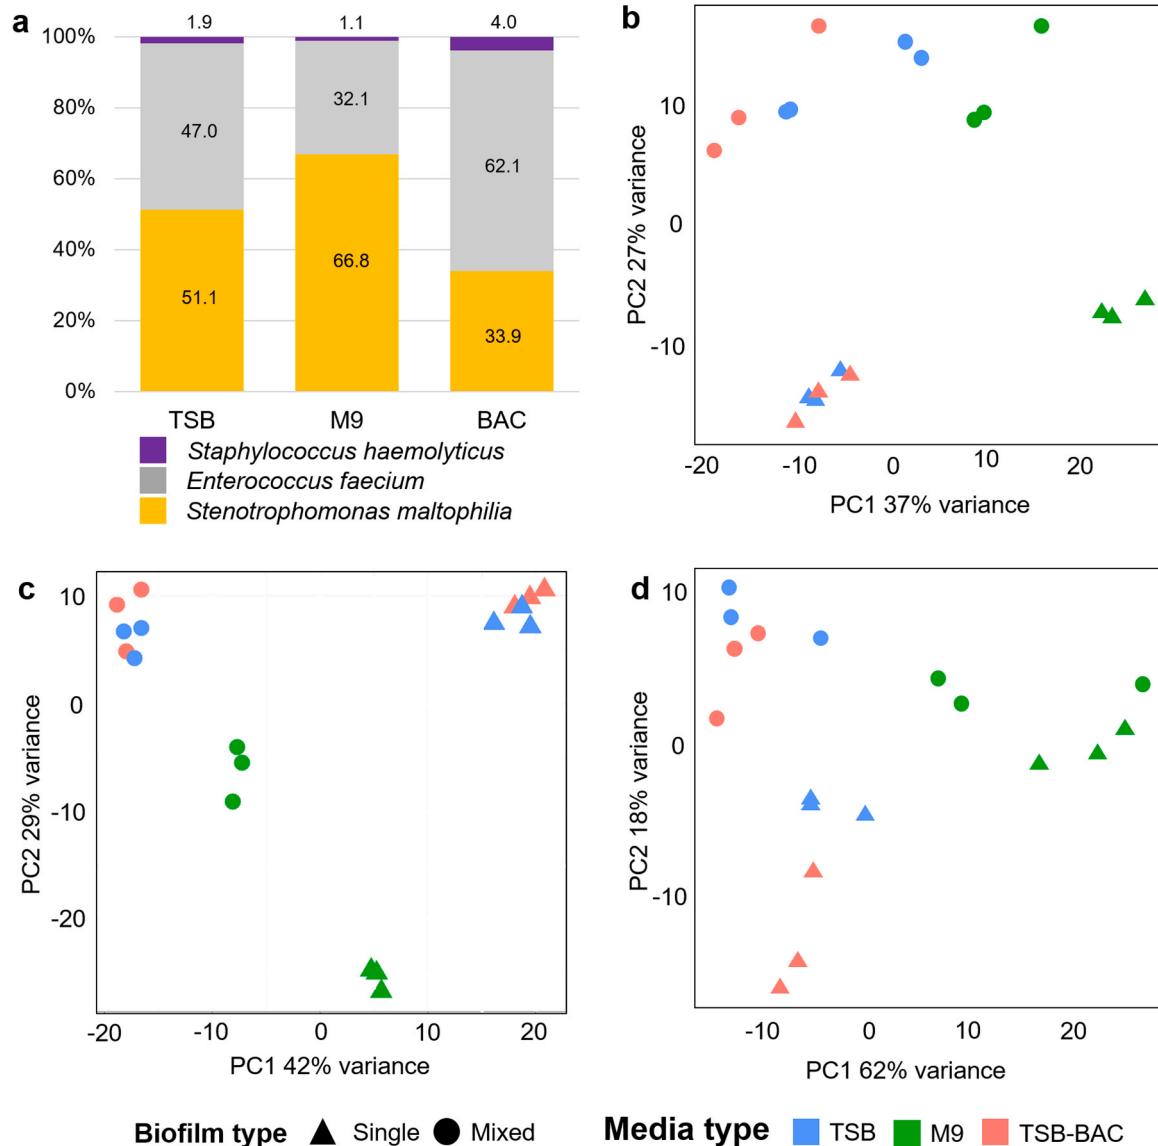 a
1.9 1.1 4.0
100%
80%
60%
40%
20%
0%
47.0 32.1 62.1
51.1 66.8 33.9
TSB M9 BAC
Staphylococcus haemolyticus
Enterococcus faecium
Stenotrophomonas maltophilia
b
PC2 27% variance
10
0
-10
-20 -10 0 10 20
PC1 37% variance
c
PC2 29% variance
10
0
-10
-20
-20 -10 0 10 20
PC1 42% variance
d
PC2 18% variance
10
0
-10
-10 0 10 20
PC1 62% variance
Biofilm type Single Mixed
Media type TSB M9 TSB-BAC